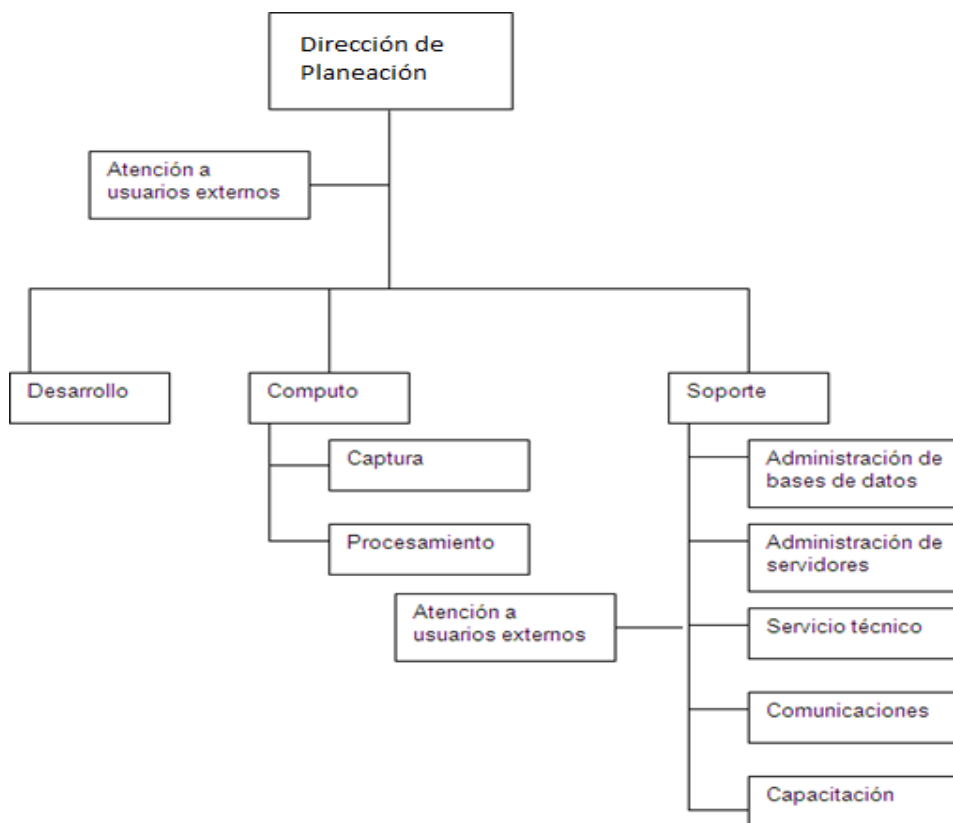 Dirección de
Planeación
Atención a
usuarios externos
Desarrollo
Computo
Soporte
Captura
Procesamiento
Administración de
bases de datos
Administración de
servidores
Atención a
usuarios externos
Servicio técnico
Comunicaciones
Capacitación